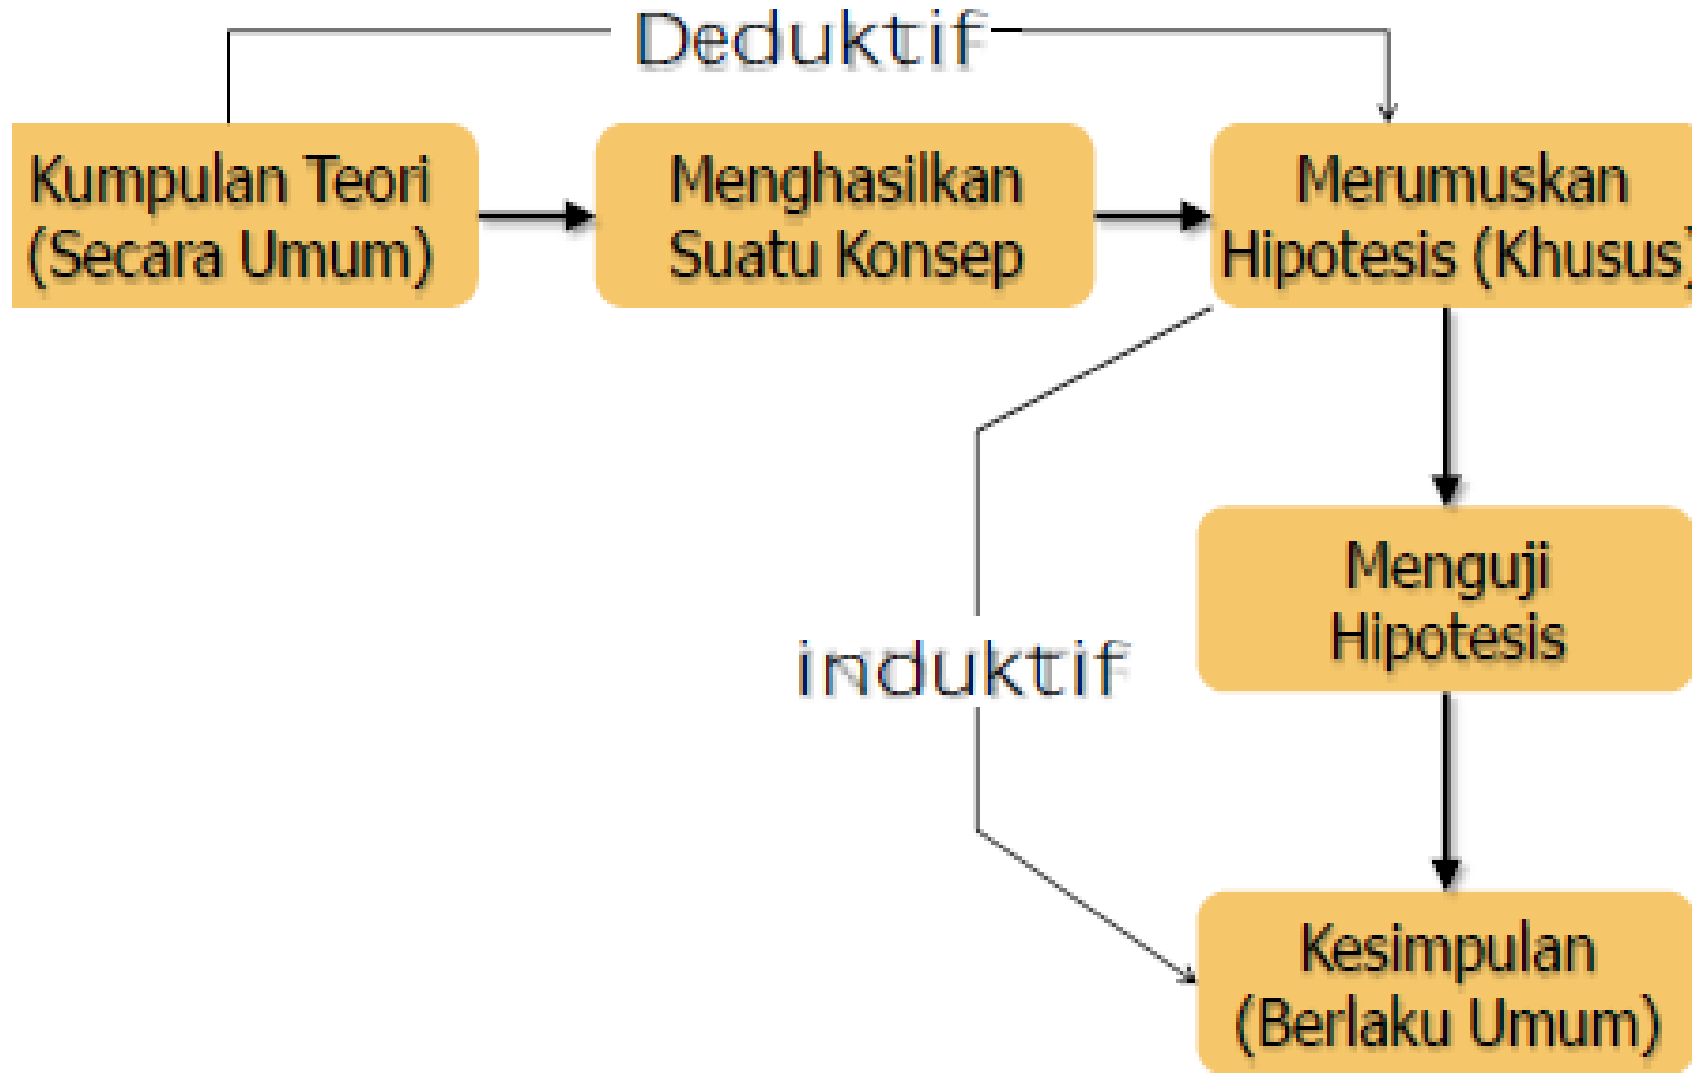 Deduktif
Kumpulan Teori
(Secara Umum)
Menghasilkan
Suatu Konsep
Merumuskan
Hipotesis (Khusus)
Menguji
Hipotesis
induktif
Kesimpulan
(Berlaku Umum)